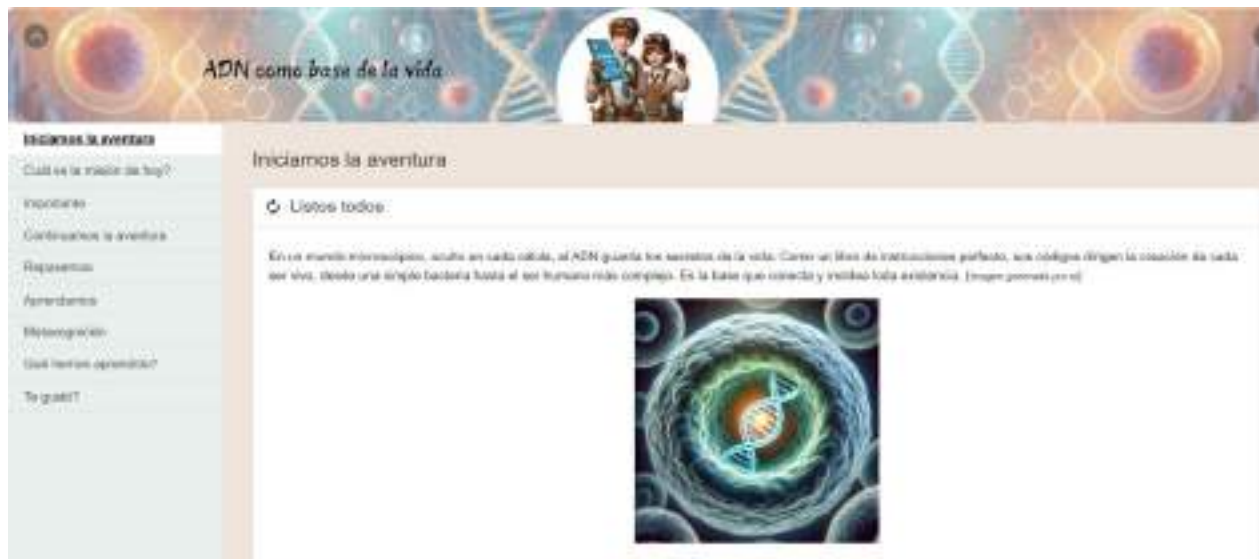 ADN como base de la vida
Iniciamos la aventura
Cuál es la misión de hoy?
Importante
Continuamos la aventura
Repasemos
Aprendamos
Metacognición
Qué hemos aprendido?
Te gustó?
Iniciamos la aventura
Listos todos
En un mundo microscópico, oculto en cada célula, el ADN guarda los secretos de la vida. Como un libro de instrucciones perfecto, sus códigos dirigen la creación de cada
ser vivo, desde una simple bacteria hasta el ser humano más complejo. Es la base que conecta y moldea toda existencia. (Imagen generada por ia)